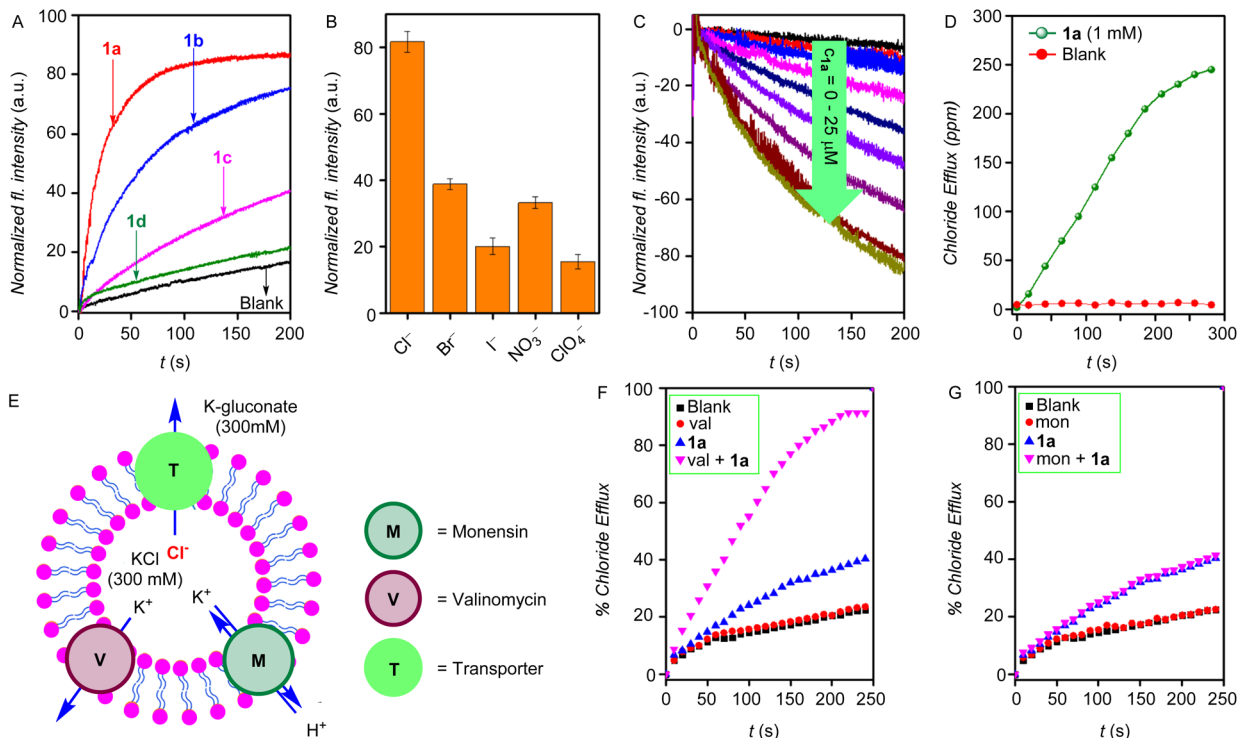 A
Normalized fl. intensity (a.u.)
100
80
60
40
20
0
1a
1b
1c
1d
Blank
0 50 100 150 200
t (s)
B
Normalized fl. intensity (a.u.)
80
60
40
20
0
Cl⁻
Br⁻
I⁻
NO₃⁻
ClO₄⁻
C
Normalized fl. intensity (a.u.)
0
-20
-40
-60
-80
-100
c₁ₐ = 0 - 25 μM
0 50 100 150 200
t (s)
D
Chloride Efflux (ppm)
300
250
200
150
100
50
0
1a (1 mM)
Blank
0 100 200 300
t (s)
E
K-gluconate
(300mM)
T
KCl Cl⁻
(300 mM)
K⁺
K⁺
V
M
H⁺
M = Monensin
V = Valinomycin
T = Transporter
F
% Chloride Efflux
100
80
60
40
20
0
Blank
val
1a
val + 1a
0 50 100 150 200 250
t (s)
G
% Chloride Efflux
100
80
60
40
20
0
Blank
mon
1a
mon + 1a
0 50 100 150 200 250
t (s)